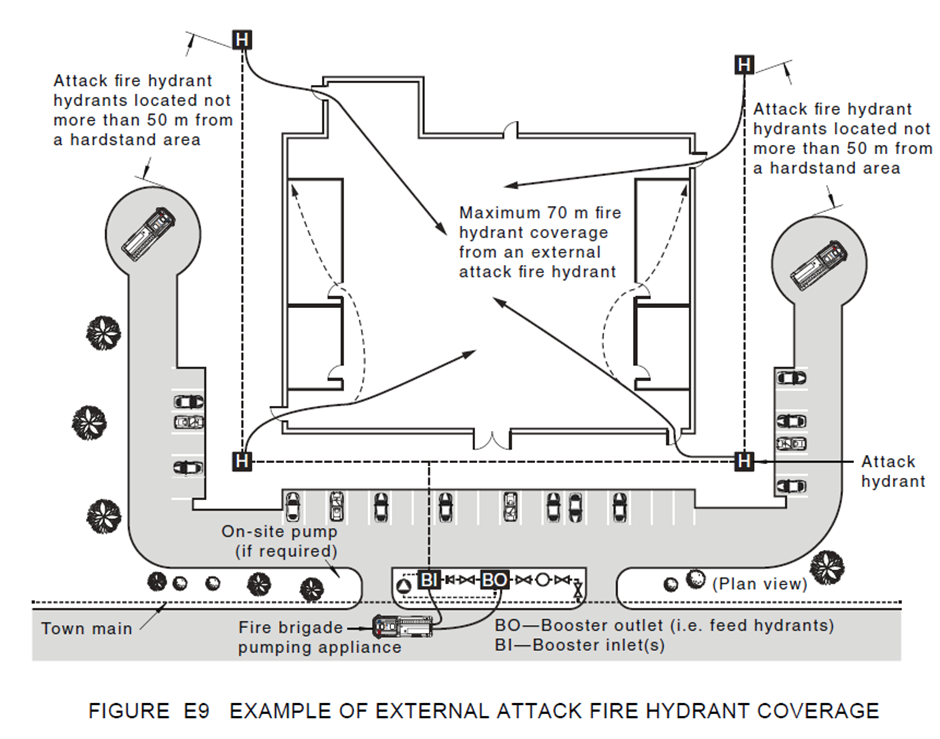 H
H
Attack fire hydrant
hydrants located not
more than 50 m from
a hardstand area
Attack fire hydrant
hydrants located not
more than 50 m from
a hardstand area
Maximum 70 m fire
hydrant coverage
from an external
attack fire hydrant
H
H
Attack
hydrant
On-site pump
(if required)
BI
BO
(Plan view)
Town main
Fire brigade
pumping appliance
BO—Booster outlet (i.e. feed hydrants)
BI—Booster inlet(s)
FIGURE E9 EXAMPLE OF EXTERNAL ATTACK FIRE HYDRANT COVERAGE